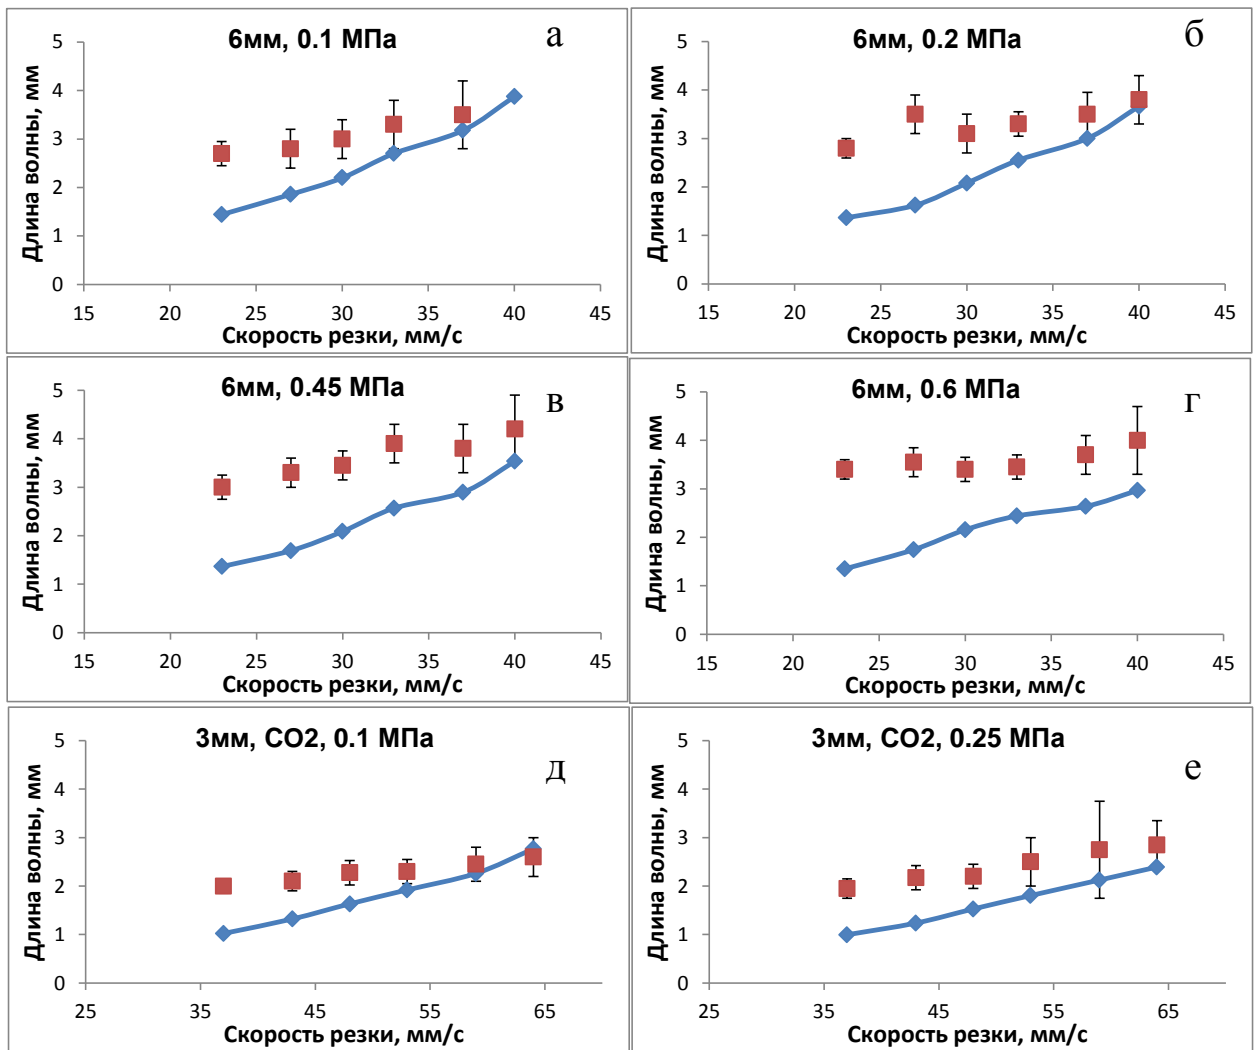 6мм, 0.1 МПа
а
Длина волны, мм
5
4
3
2
1
0
15 20 25 30 35 40 45
Скорость резки, мм/с
6мм, 0.2 МПа
б
Длина волны, мм
5
4
3
2
1
0
15 20 25 30 35 40 45
Скорость резки, мм/с
6мм, 0.45 МПа
в
Длина волны, мм
5
4
3
2
1
0
15 20 25 30 35 40 45
Скорость резки, мм/с
6мм, 0.6 МПа
г
Длина волны, мм
5
4
3
2
1
0
15 20 25 30 35 40 45
Скорость резки, мм/с
3мм, CO2, 0.1 МПа
д
Длина волны, мм
5
4
3
2
1
0
25 35 45 55 65
Скорость резки, мм/с
3мм, CO2, 0.25 МПа
е
Длина волны, мм
5
4
3
2
1
0
25 35 45 55 65
Скорость резки, мм/с